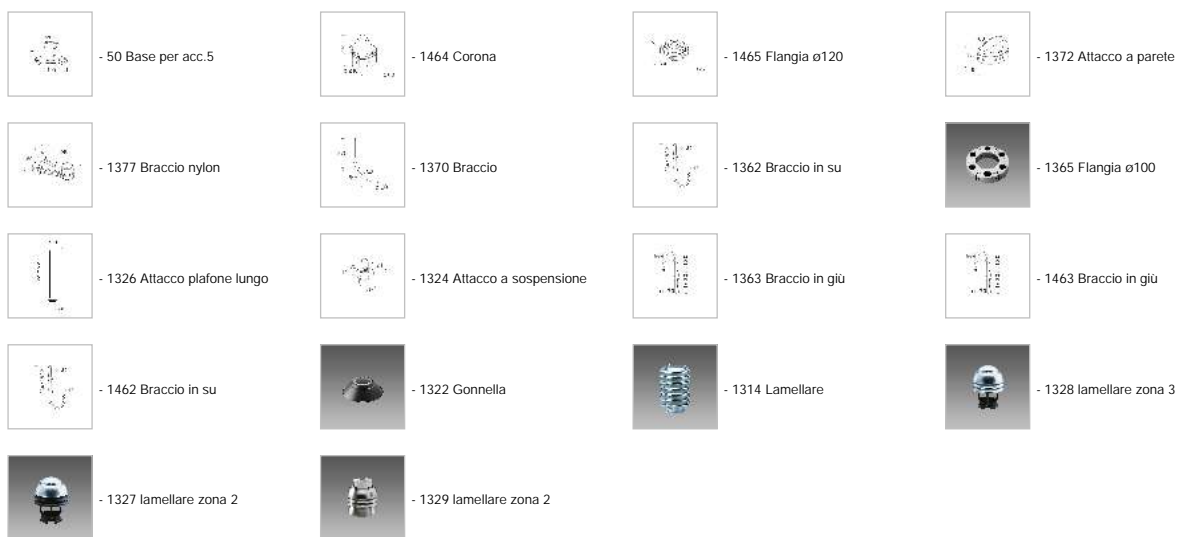 - 50 Base per acc.5
- 1464 Corona
- 1465 Flangia ø120
- 1372 Attacco a parete
- 1377 Braccio nylon
- 1370 Braccio
- 1362 Braccio in su
- 1365 Flangia ø100
- 1326 Attacco plafone lungo
- 1324 Attacco a sospensione
- 1363 Braccio in giù
- 1463 Braccio in giù
- 1462 Braccio in su
- 1322 Gonnella
- 1314 Lamellare
- 1328 lamellare zona 3
- 1327 lamellare zona 2
- 1329 lamellare zona 2